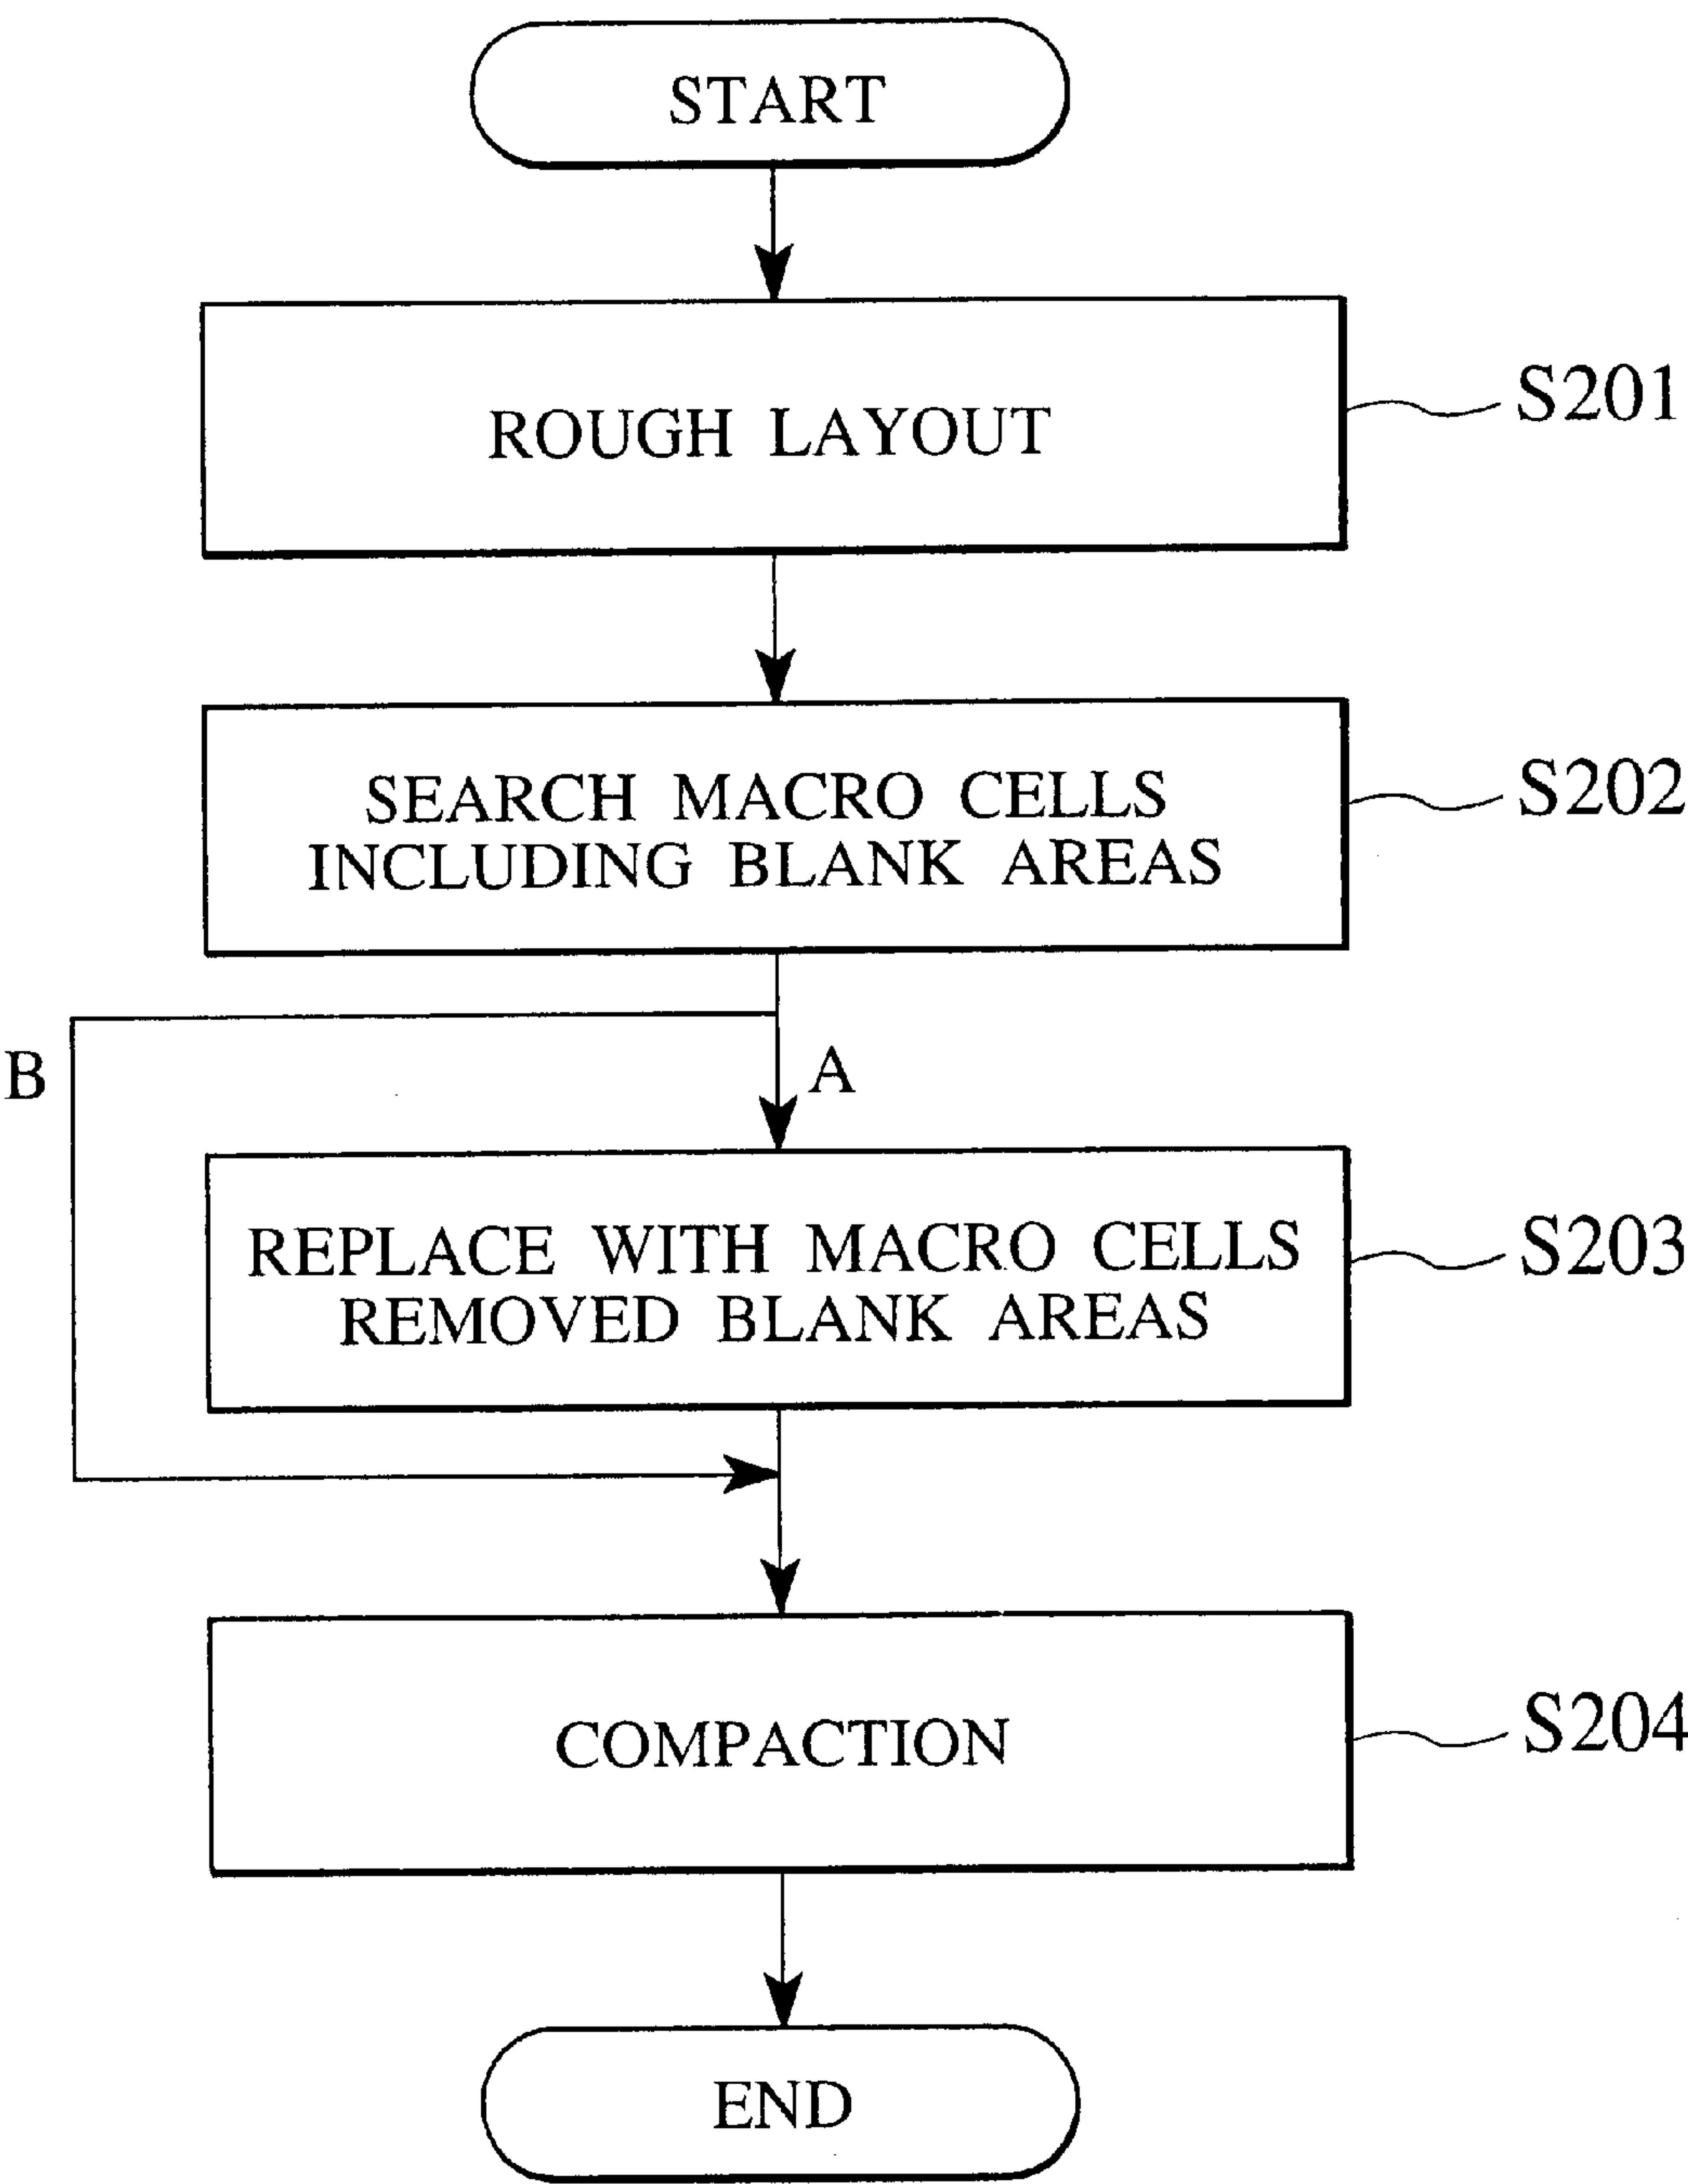 START
ROUGH LAYOUT
S201
SEARCH MACRO CELLS
INCLUDING BLANK AREAS
S202
B
A
REPLACE WITH MACRO CELLS
REMOVED BLANK AREAS
S203
COMPACTION
S204
END